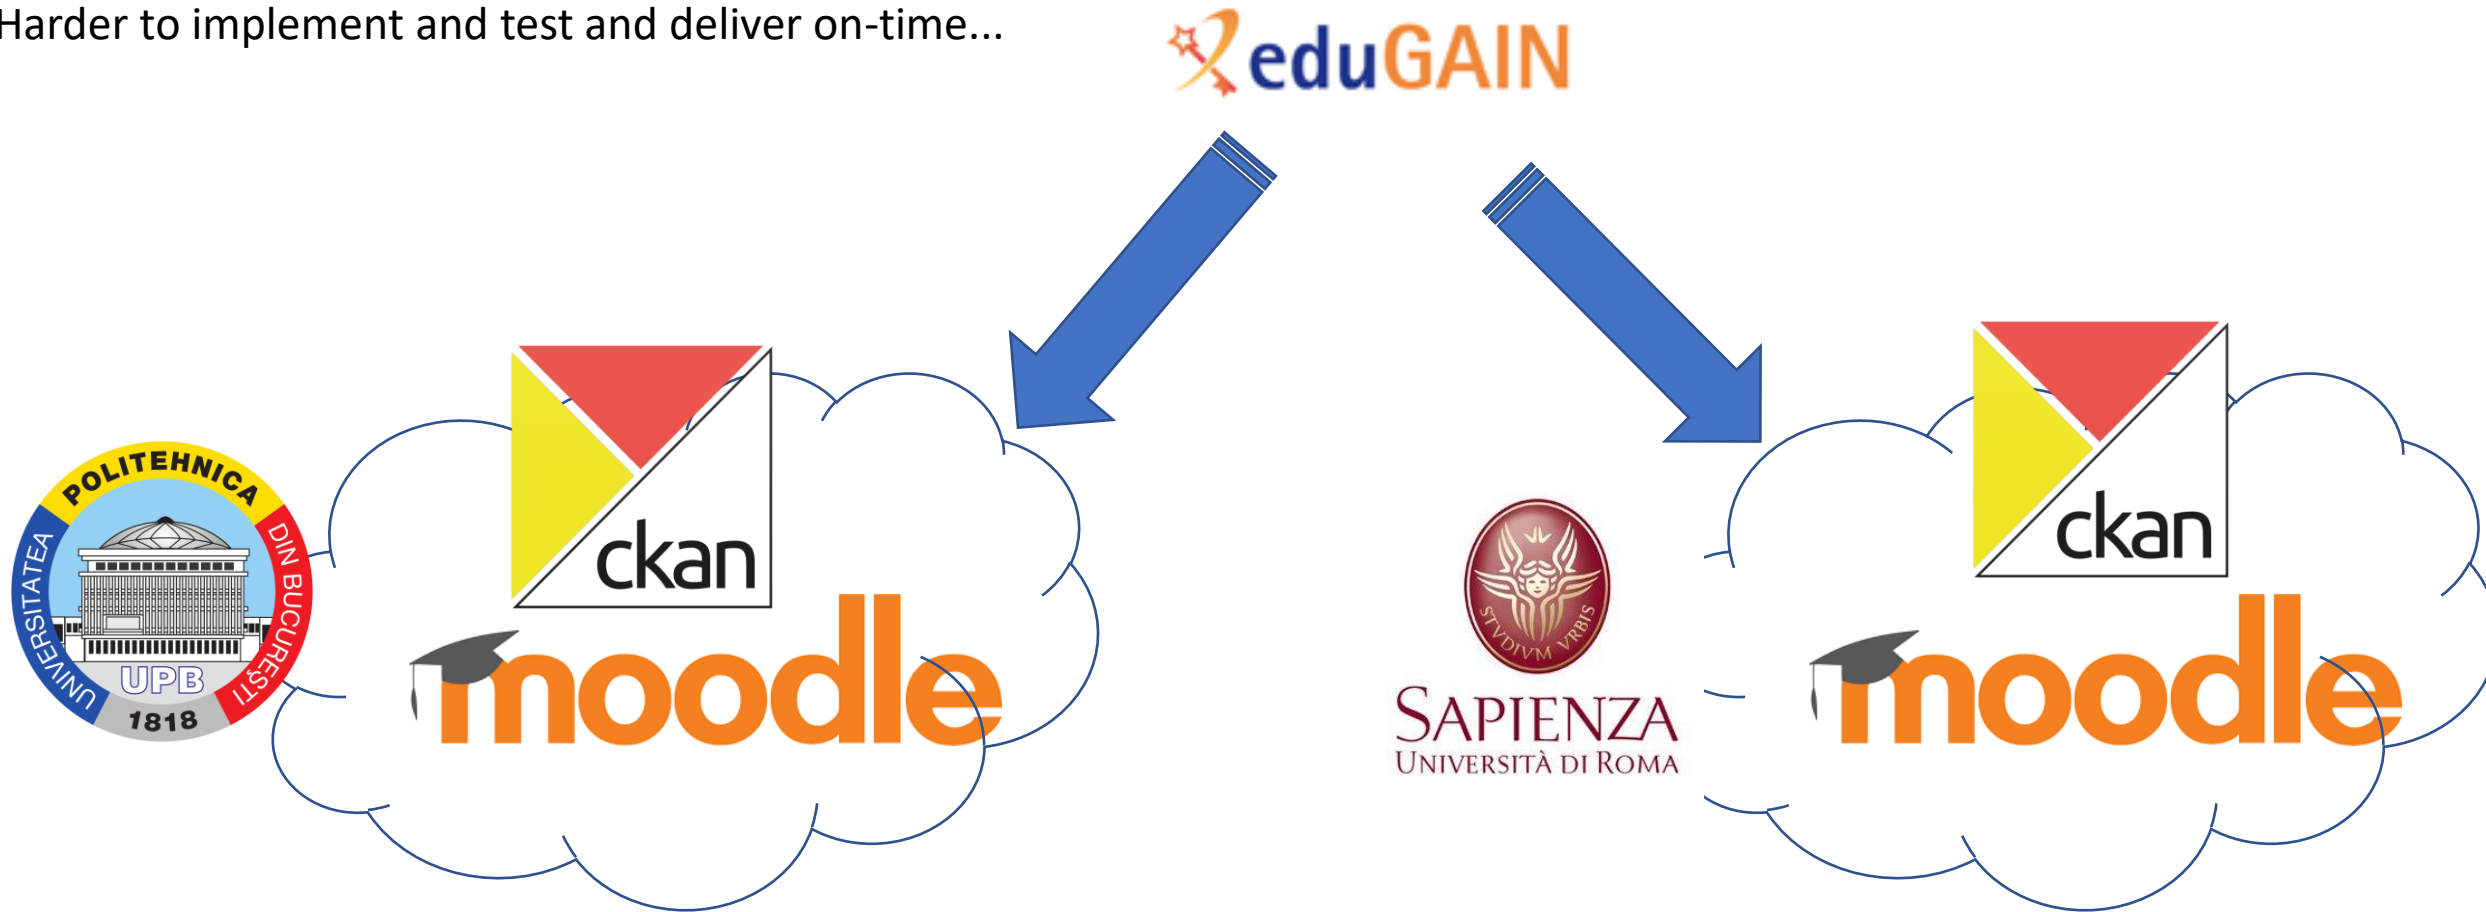 Harder to implement and test and deliver on-time...
eduGAIN
ckan
ckan
POLITEHNICA
UNIVERSITATEA
DIN BUCUREȘTI
UPB
1818
moodle
STVDIVM VRBIS
SAPIENZA
UNIVERSITÀ DI ROMA
moodle